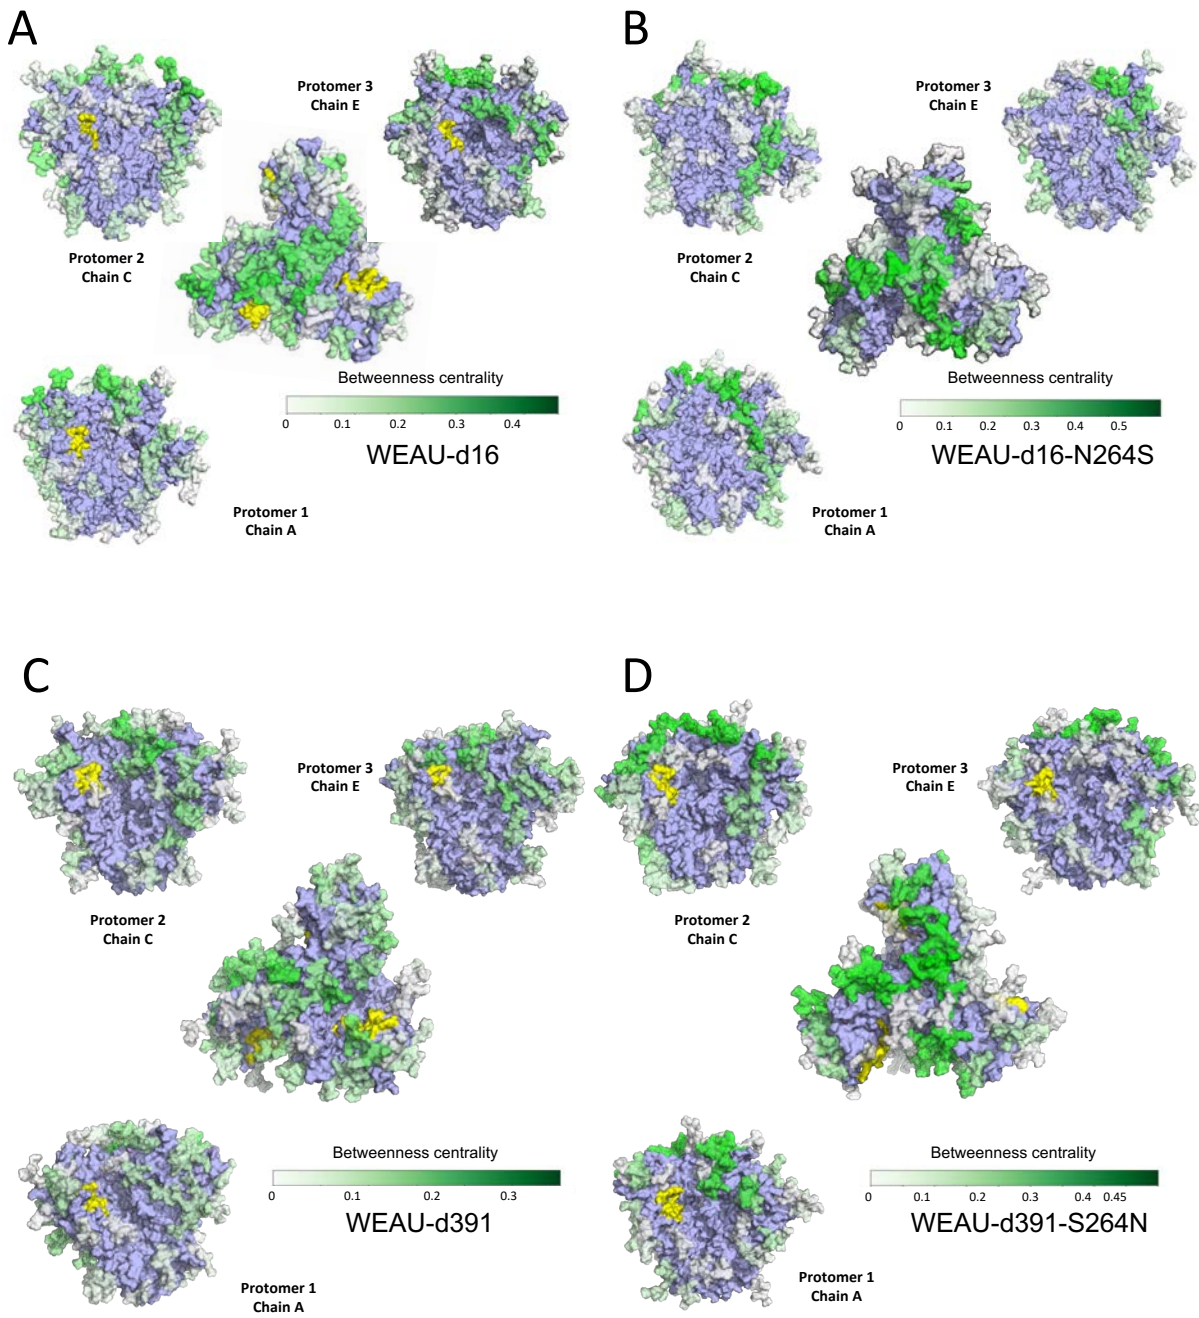 A
Protomer 3
Chain E
Protomer 2
Chain C
Betweenness centrality
0 0.1 0.2 0.3 0.4
WEAU-d16
Protomer 1
Chain A
B
Protomer 3
Chain E
Protomer 2
Chain C
Betweenness centrality
0 0.1 0.2 0.3 0.4 0.5
WEAU-d16-N264S
Protomer 1
Chain A
C
Protomer 3
Chain E
Protomer 2
Chain C
Betweenness centrality
0 0.1 0.2 0.3
WEAU-d391
Protomer 1
Chain A
D
Protomer 3
Chain E
Protomer 2
Chain C
Betweenness centrality
0 0.1 0.2 0.3 0.4 0.45
WEAU-d391-S264N
Protomer 1
Chain A